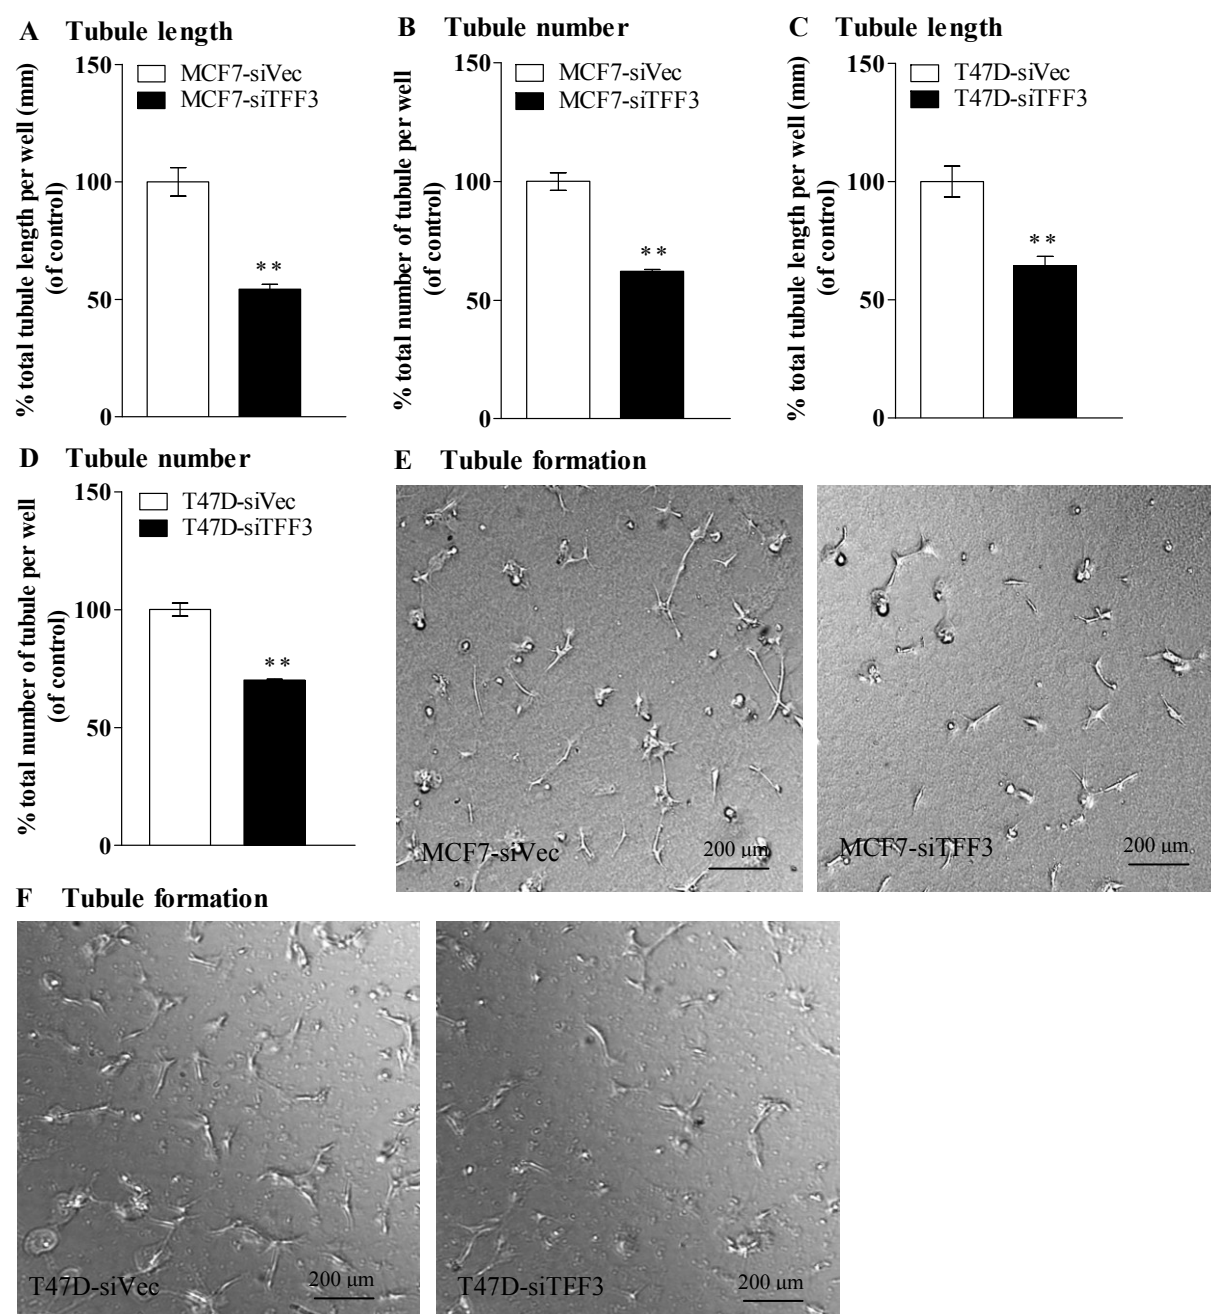 A Tubule length
% total tubule length per well (mm)
(of control)
150
100
50
0
MCF7-siVec
MCF7-siTFF3
**
B Tubule number
% total number of tubule per well
(of control)
150
100
50
0
MCF7-siVec
MCF7-siTFF3
**
C Tubule length
% total tubule length per well (mm)
(of control)
150
100
50
0
T47D-siVec
T47D-siTFF3
**
D Tubule number
% total number of tubule per well
(of control)
150
100
50
0
T47D-siVec
T47D-siTFF3
**
E Tubule formation
MCF7-siVec
200 μm
MCF7-siTFF3
200 μm
F Tubule formation
T47D-siVec
200 μm
T47D-siTFF3
200 μm